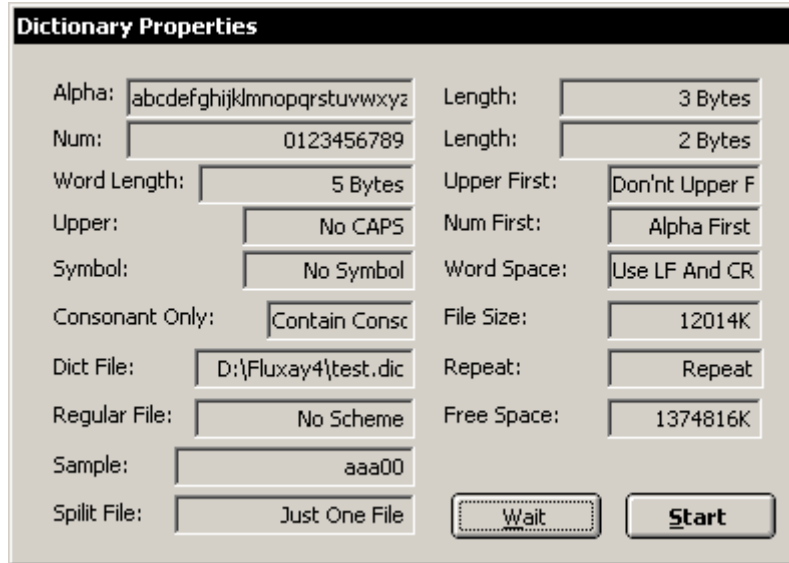 Dictionary Properties
Alpha: abcdefghijklmnopqrstuvwxyz Length: 3 Bytes
Num: 0123456789 Length: 2 Bytes
Word Length: 5 Bytes Upper First: Don'nt Upper F
Upper: No CAPS Num First: Alpha First
Symbol: No Symbol Word Space: Use LF And CR
Consonant Only: Contain Consc File Size: 12014K
Dict File: D:\Fluxay4\test.dic Repeat: Repeat
Regular File: No Scheme Free Space: 1374816K
Sample: aaa00
Spilit File: Just One File Wait Start